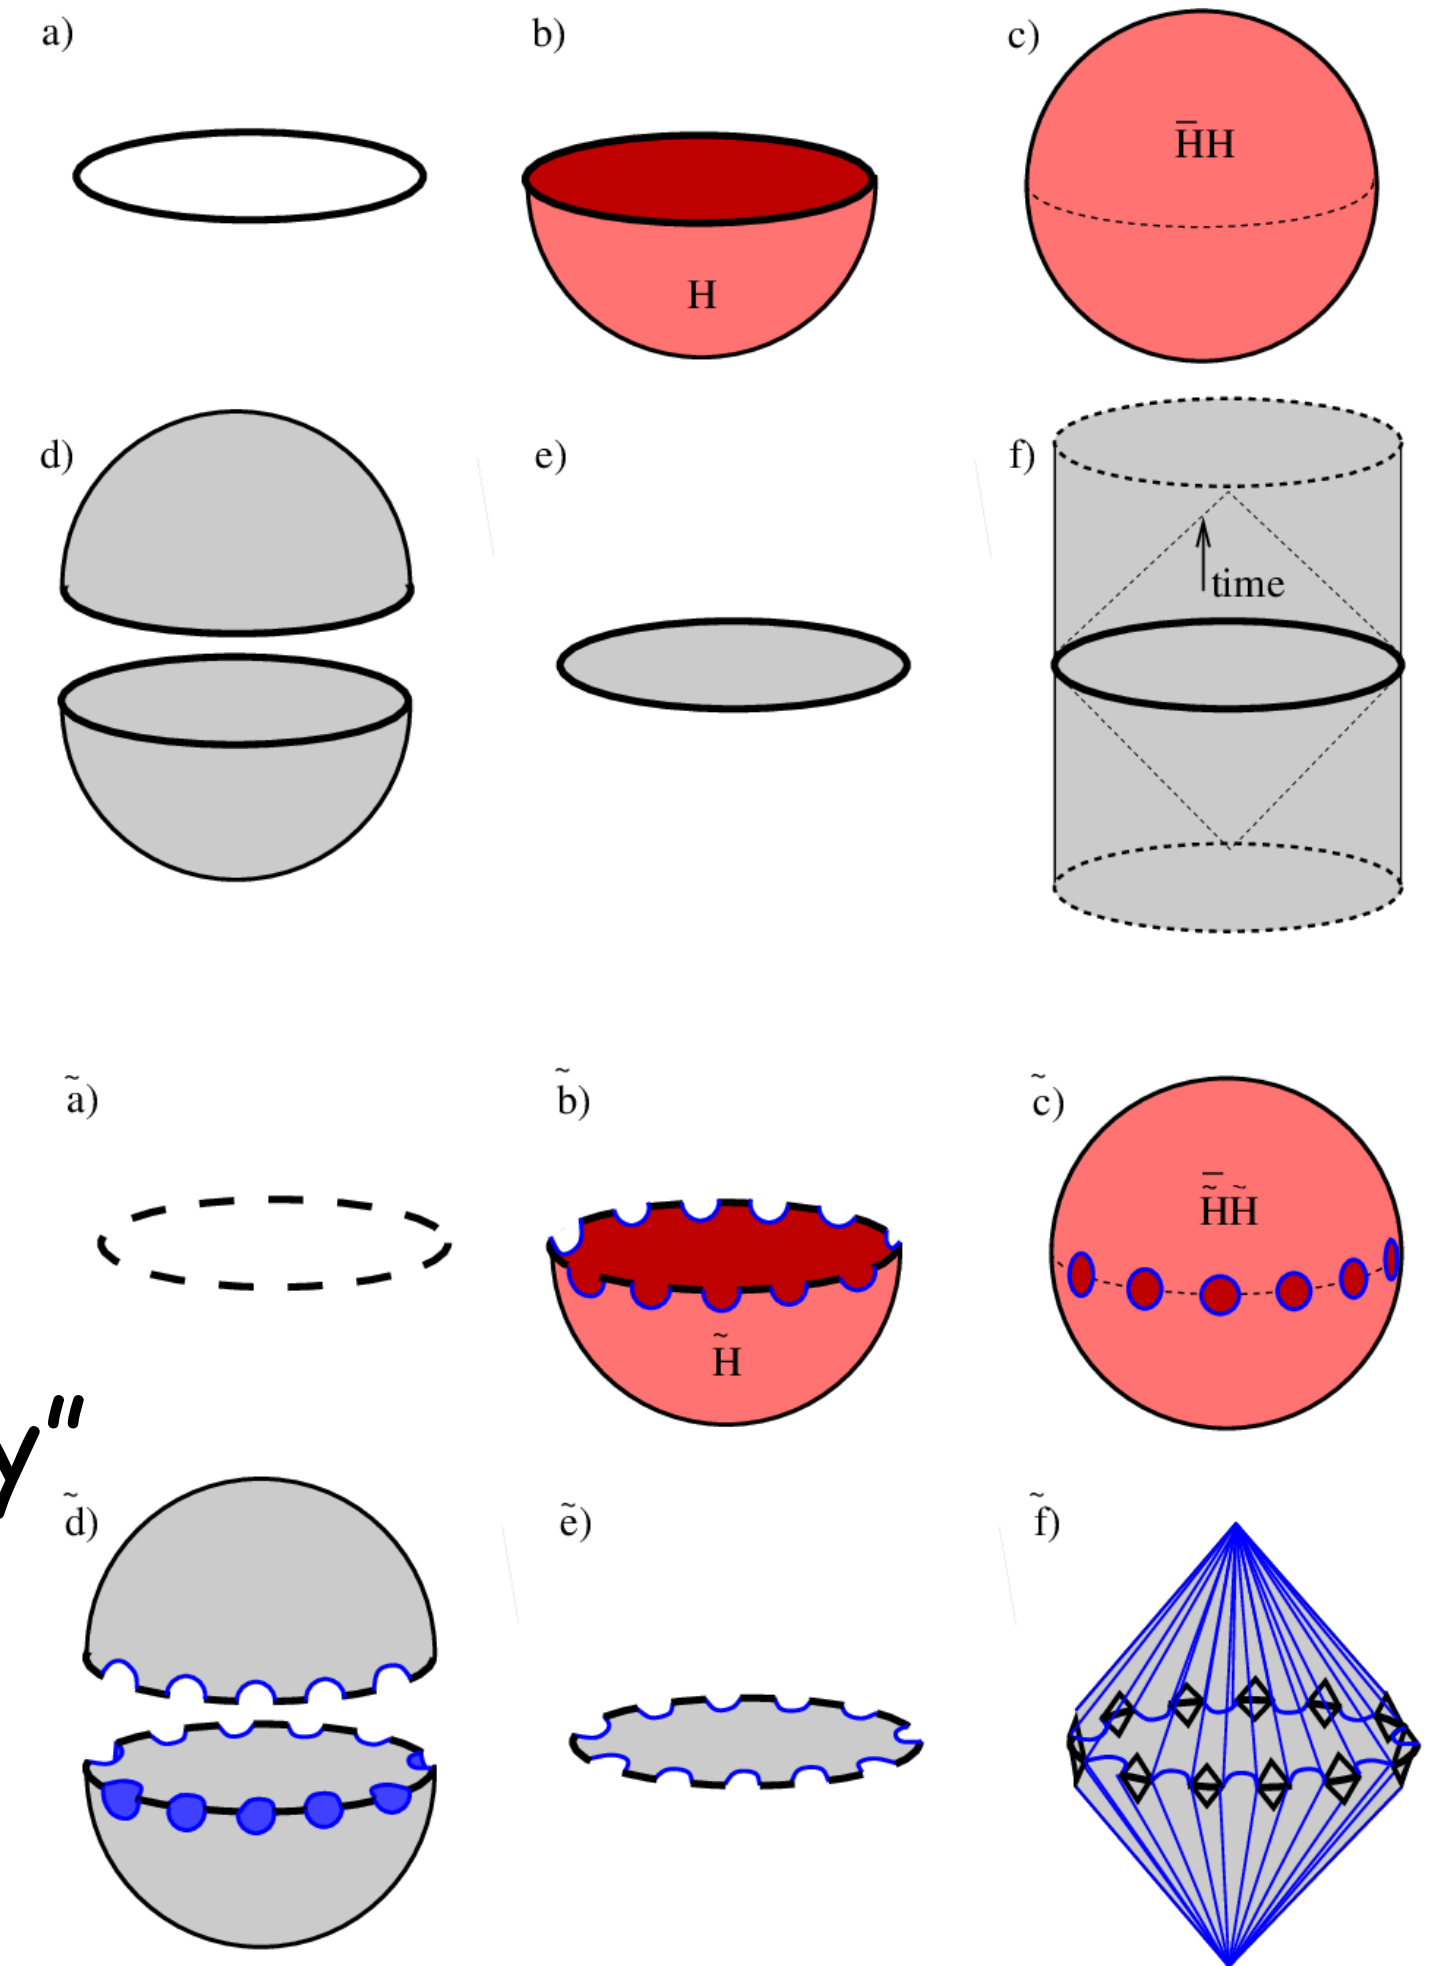 a)
b)
c)
H̄H
H
d)
e)
f)
time
ã)
b̃)
c̃)
H̃̄H̃
H̃
y"
d̃)
ẽ)
f̃)